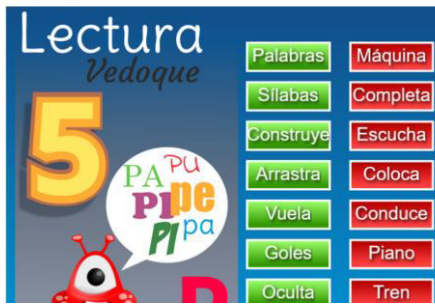 Lectura
Vedoque
5
PA PU
PI pe
PI pa
Palabras Máquina
Sílabas Completa
Construye Escucha
Arrastra Coloca
Vuela Conduce
Goles Piano
Oculta Tren